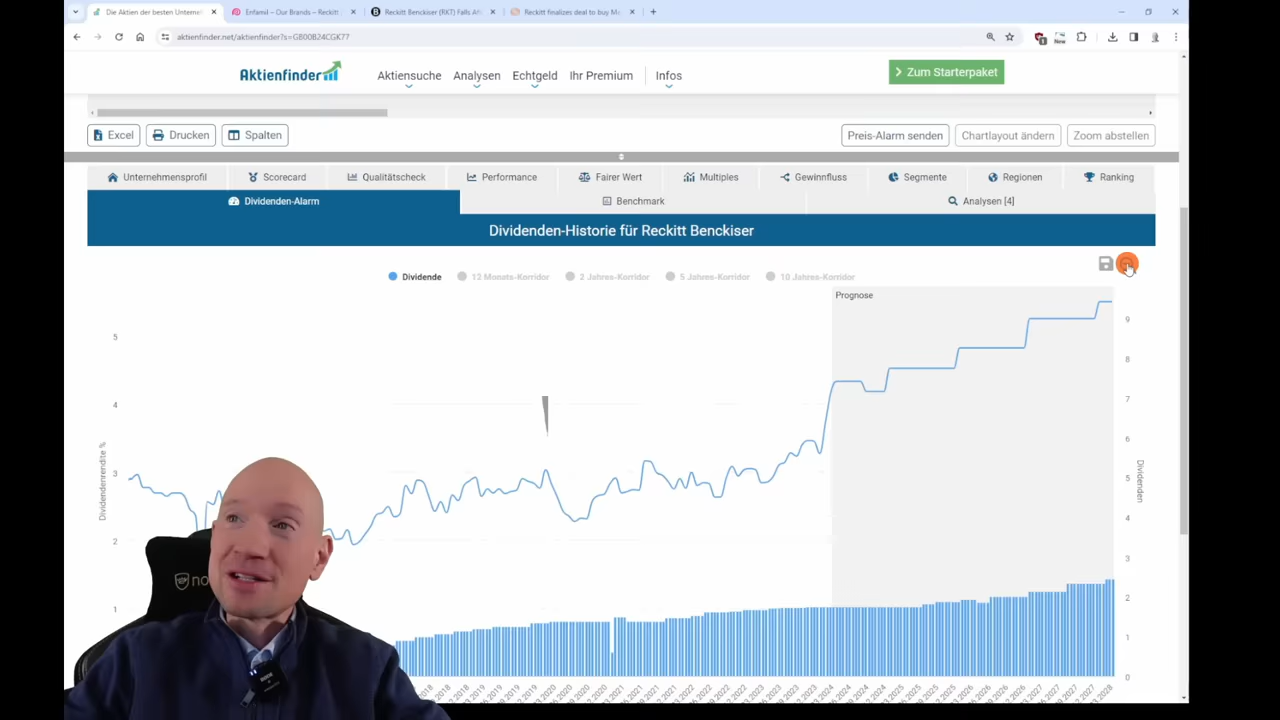 Die Aktien der besten Unterneh
Enfamil – Our Brands – Reckitt
Reckitt Benckiser (RKT) Falls Aft
Reckitt finalizes deal to buy Me
aktienfinder.net/aktienfinder?s=GB00B24CGK77
New
Aktienfinder
Aktiensuche
Analysen
Echtgeld
Ihr Premium
Infos
Zum Starterpaket
Excel
Drucken
Spalten
Preis-Alarm senden
Chartlayout ändern
Zoom abstellen
Unternehmensprofil
Scorecard
Qualitätscheck
Performance
Fairer Wert
Multiples
Gewinnfluss
Segmente
Regionen
Ranking
Dividenden-Alarm
Benchmark
Analysen [4]
Dividenden-Historie für Reckitt Benckiser
Dividende
12 Monats-Korridor
2 Jahres-Korridor
5 Jahres-Korridor
10 Jahres-Korridor
Prognose
5
4
3
2
1
Dividendenrendite %
9
8
7
6
5
4
3
2
1
0
Dividenden
RODE